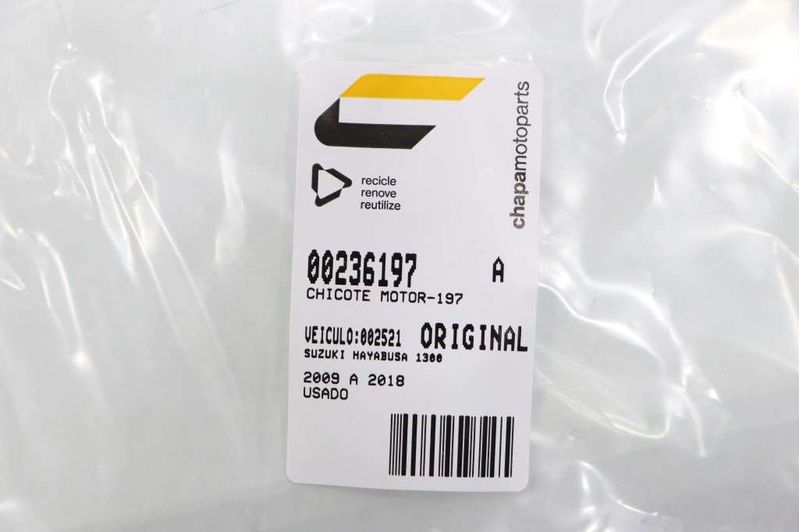 chapamotoparts
recicle
renove
reutilize
00236197 A
CHICOTE MOTOR-197
VEICULO:002521 ORIGINAL
SUZUKI HAYABUSA 1300
2009 A 2018
USADO